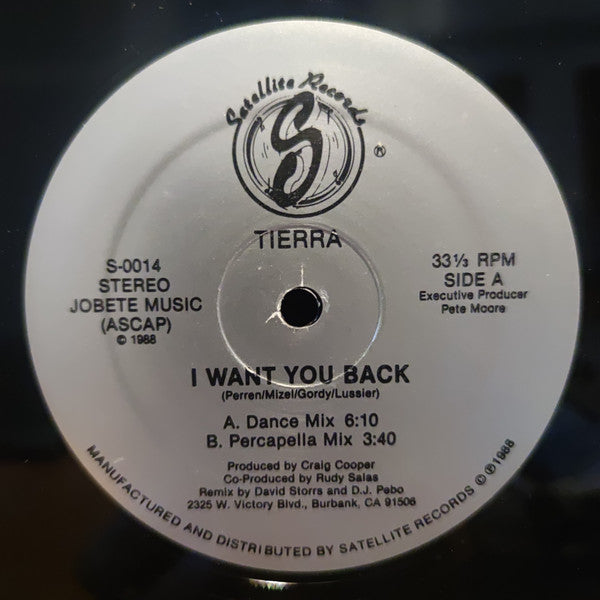 Satellite Records
S
®
TIERRA
S-0014
STEREO
JOBETE MUSIC
(ASCAP)
© 1988
33⅓ RPM
SIDE A
Executive Producer
Pete Moore
I WANT YOU BACK
(Perren/Mizel/Gordy/Lussier)
A. Dance Mix 6:10
B. Percapella Mix 3:40
Produced by Craig Cooper
Co-Produced by Rudy Salas
Remix by David Storrs and D.J. Pebo
2325 W. Victory Blvd., Burbank, CA 91506
MANUFACTURED AND DISTRIBUTED BY SATELLITE RECORDS © ℗ 1988